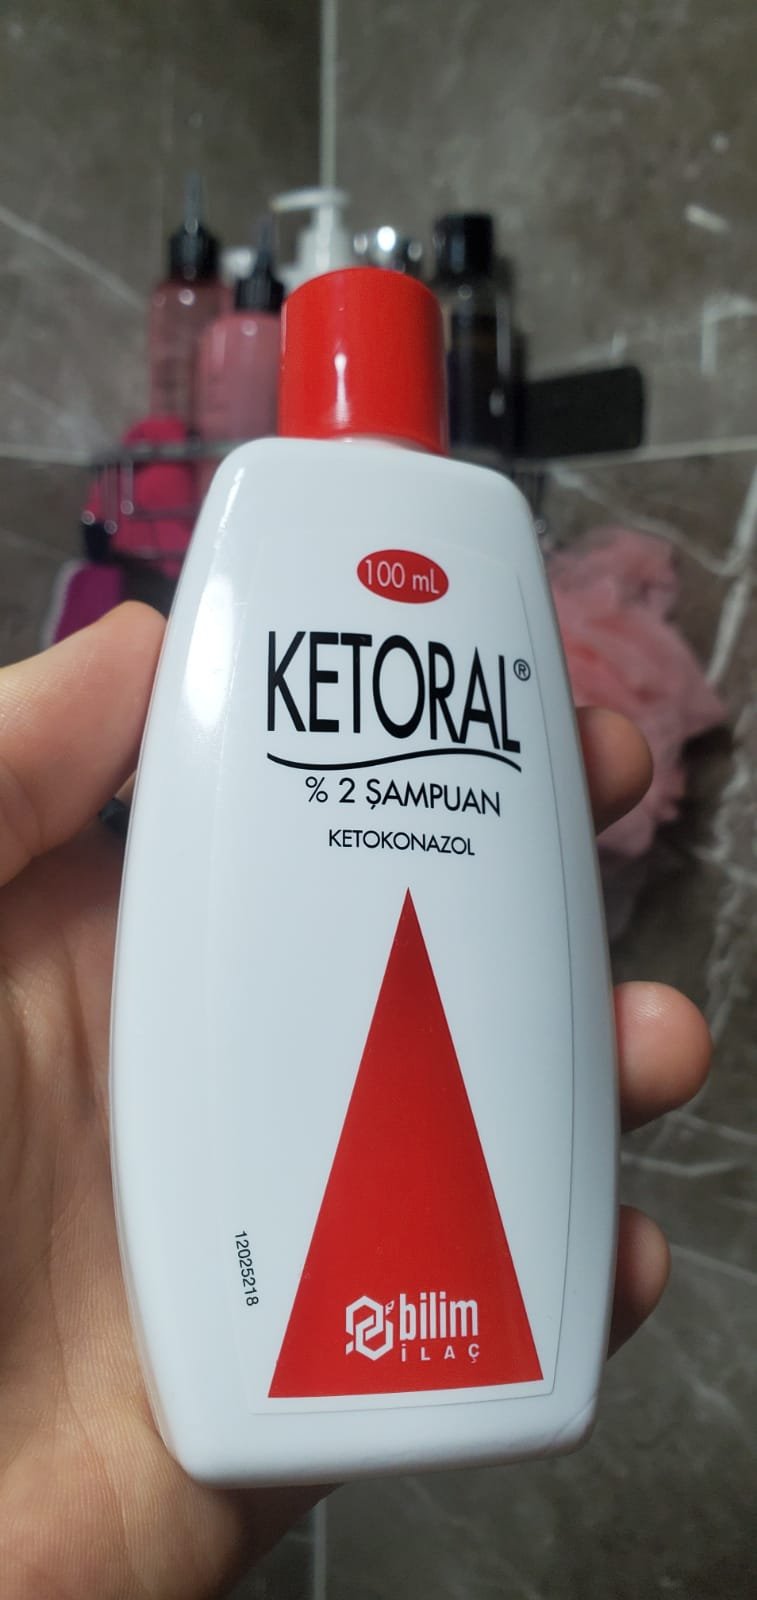 100 mL
KETORAL®
% 2 ŞAMPUAN
KETOKONAZOL
12025218
bilim
İLAÇ